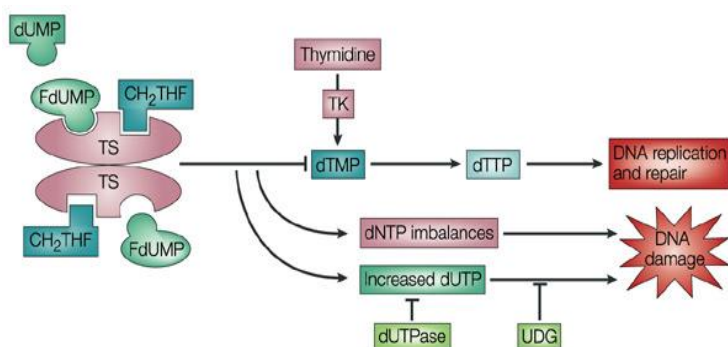 dUMP
Thymidine
FdUMP
CH₂THF
TK
TS
dTMP
dTTP
DNA replication
and repair
TS
CH₂THF
FdUMP
dNTP imbalances
DNA
damage
Increased dUTP
dUTPase
UDG